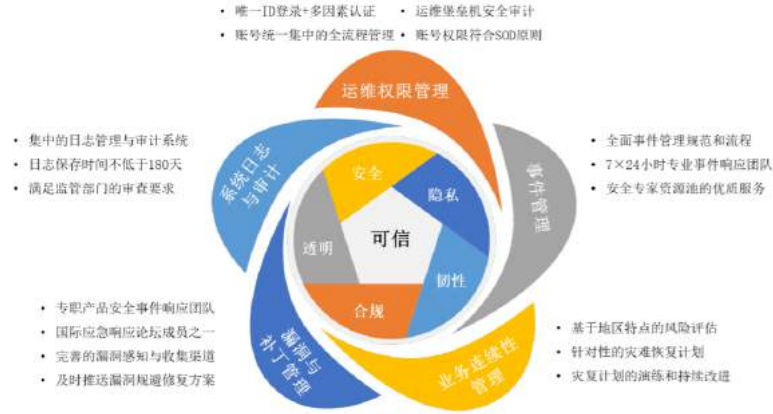 • 唯一ID登录+多因素认证
• 运维堡垒机安全审计
• 账号统一集中的全流程管理
• 账号权限符合SOD原则
运维权限管理
• 集中的日志管理与审计系统
• 日志保存时间不低于180天
• 满足监管部门的审查要求
系统日志
与审计
• 全面事件管理规范和流程
• 7×24小时专业事件响应团队
• 安全专家资源池的优质服务
事件管理
安全
隐私
透明
可信
韧性
合规
• 专职产品安全事件响应团队
• 国际应急响应论坛成员之一
• 完善的漏洞感知与收集渠道
• 及时推送漏洞规避修复方案
漏洞与
补丁管理
业务连续性
管理
• 基于地区特点的风险评估
• 针对性的灾难恢复计划
• 灾复计划的演练和持续改进